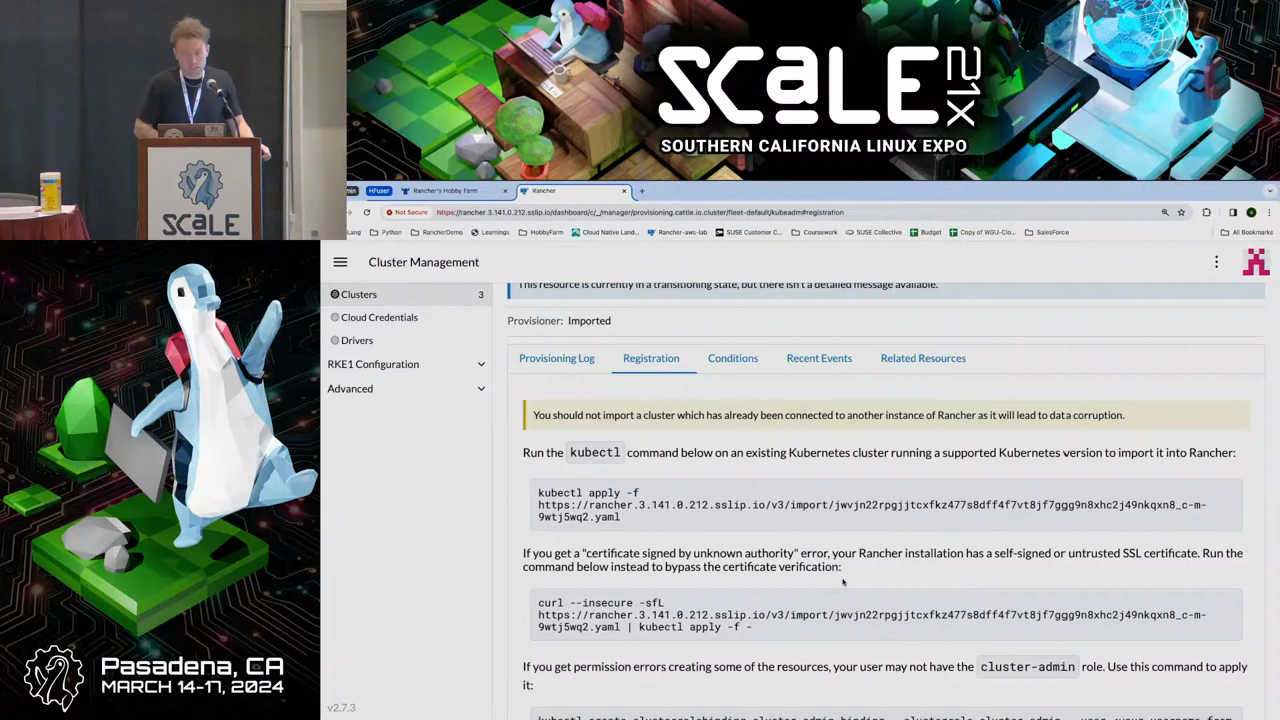 SCALE 21X
SOUTHERN CALIFORNIA LINUX EXPO
SCALE
min
HFuser
Rancher's Hobby Farm
Rancher
Not Secure
https://rancher.3.141.0.212.sslip.io/dashboard/c/_/manager/provisioning.cattle.io.cluster/fleet-default/kubeadm#registration
Lang
Python
RancherDemo
Learnings
HobbyFarm
Cloud Native Land...
Rancher-aws-lab
SUSE Customer C...
Coursework
SUSE Collective
Budget
Copy of WGU-Clo...
SalesForce
All Bookmarks
Cluster Management
Clusters 3
Cloud Credentials
Drivers
RKE1 Configuration
Advanced
v2.7.3
This resource is currently in a transitioning state, but there isn't a detailed message available.
Provisioner: Imported
Provisioning Log
Registration
Conditions
Recent Events
Related Resources
You should not import a cluster which has already been connected to another instance of Rancher as it will lead to data corruption.
Run the kubectl command below on an existing Kubernetes cluster running a supported Kubernetes version to import it into Rancher:
kubectl apply -f
https://rancher.3.141.0.212.sslip.io/v3/import/jwvjn22rpgjjtcxfkz477s8dff4f7vt8jf7ggg9n8xhc2j49nkqxn8_c-m-
9wtj5wq2.yaml
If you get a "certificate signed by unknown authority" error, your Rancher installation has a self-signed or untrusted SSL certificate. Run the
command below instead to bypass the certificate verification:
curl --insecure -sfL
https://rancher.3.141.0.212.sslip.io/v3/import/jwvjn22rpgjjtcxfkz477s8dff4f7vt8jf7ggg9n8xhc2j49nkqxn8_c-m-
9wtj5wq2.yaml | kubectl apply -f -
If you get permission errors creating some of the resources, your user may not have the cluster-admin role. Use this command to apply
it:
Pasadena, CA
MARCH 14-17, 2024